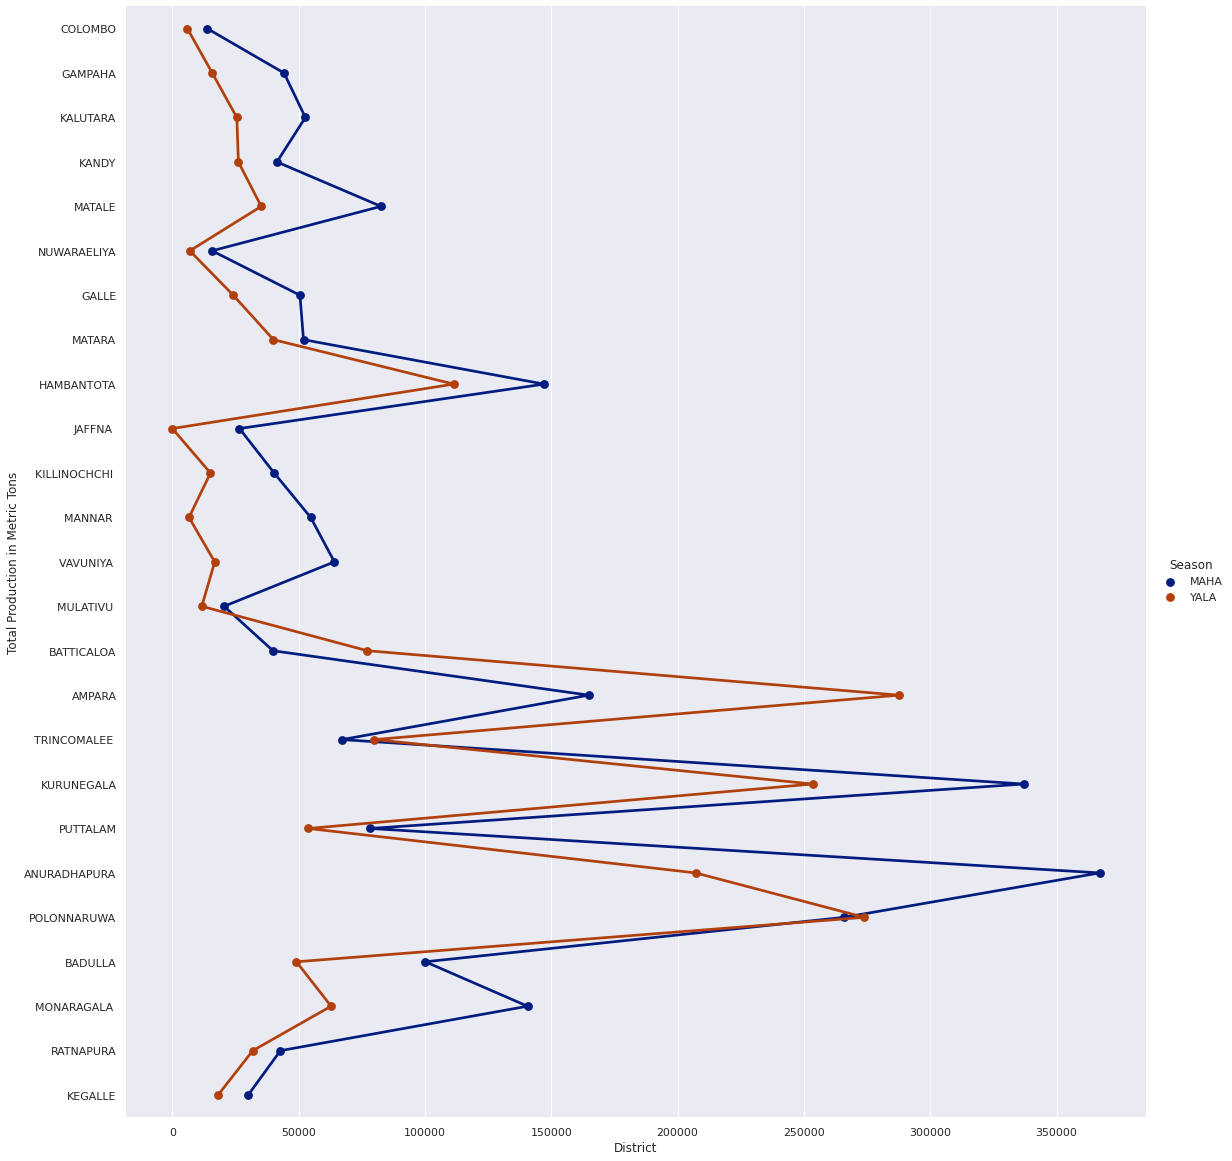 COLOMBO
GAMPAHA
KALUTARA
KANDY
MATALE
NUWARAELIYA
GALLE
MATARA
HAMBANTOTA
JAFFNA
KILLINOCHCHI
MANNAR
VAVUNIYA
MULATIVU
BATTICALOA
AMPARA
TRINCOMALEE
KURUNEGALA
PUTTALAM
ANURADHAPURA
POLONNARUWA
BADULLA
MONARAGALA
RATNAPURA
KEGALLE
Total Production in Metric Tons
0 50000 100000 150000 200000 250000 300000 350000
District
Season
MAHA
YALA